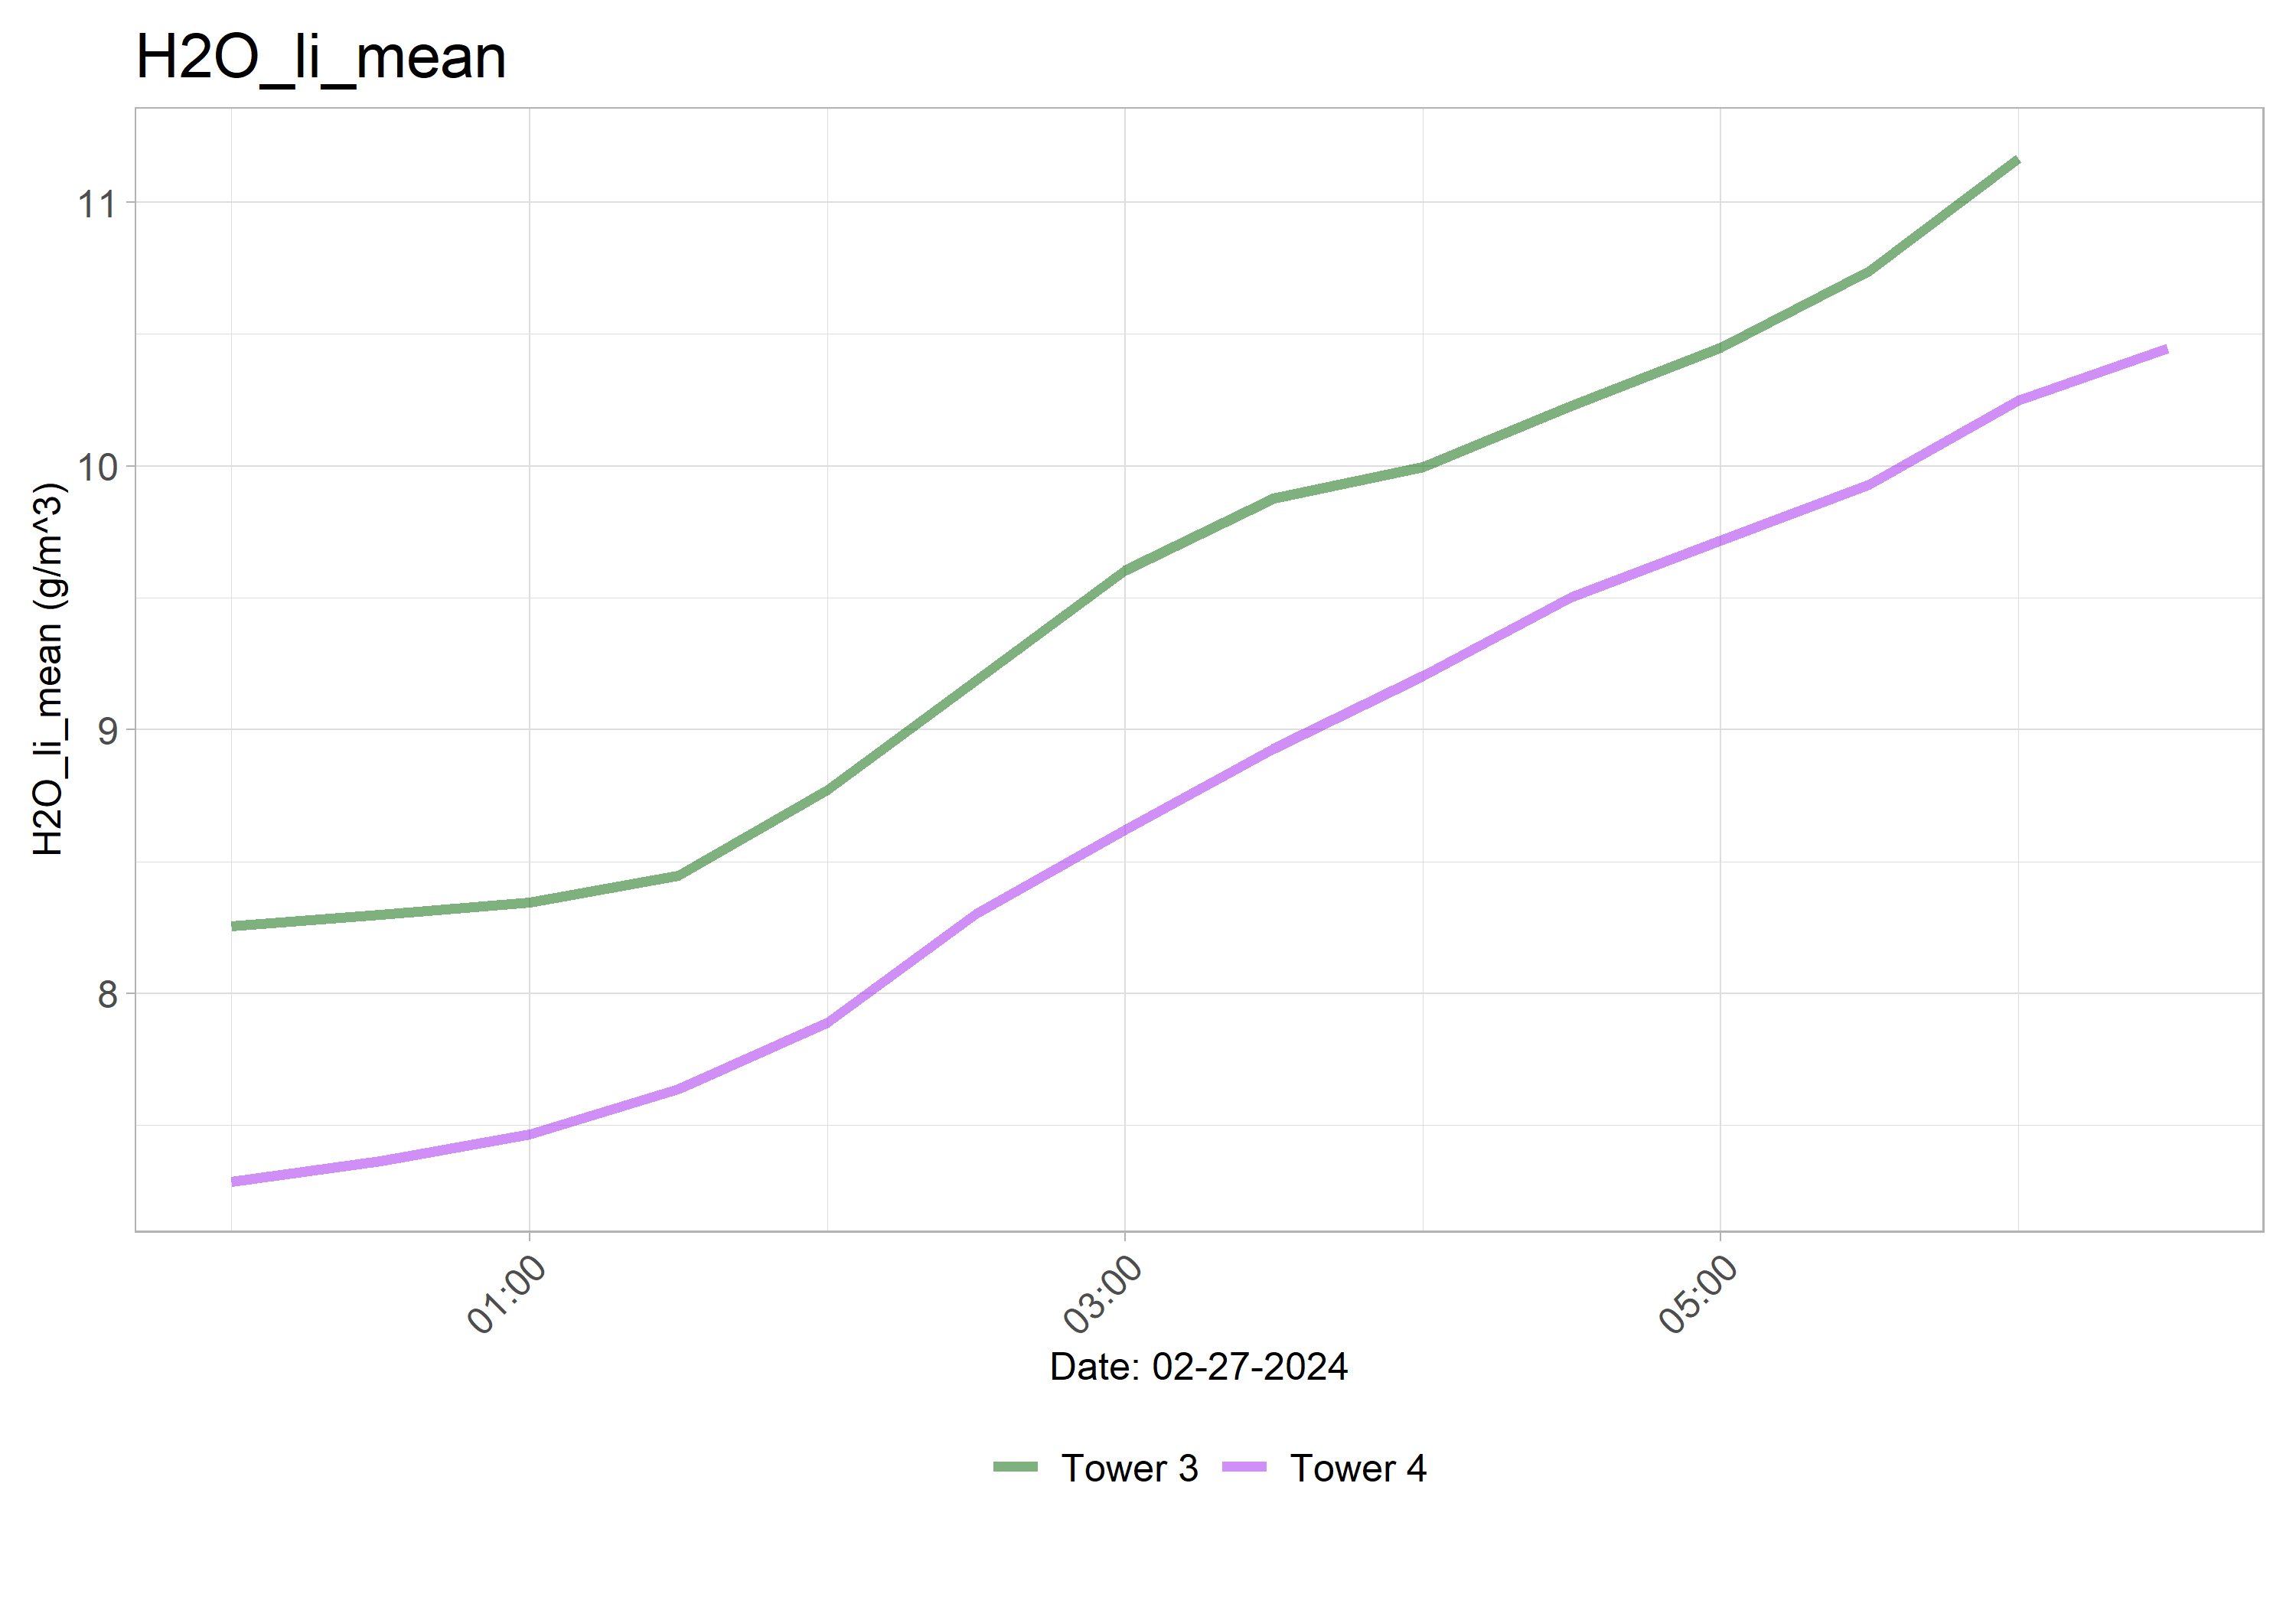 H2O_li_mean
H2O_li_mean (g/m^3)
11
10
9
8
01:00
03:00
05:00
Date: 02-27-2024
Tower 3
Tower 4